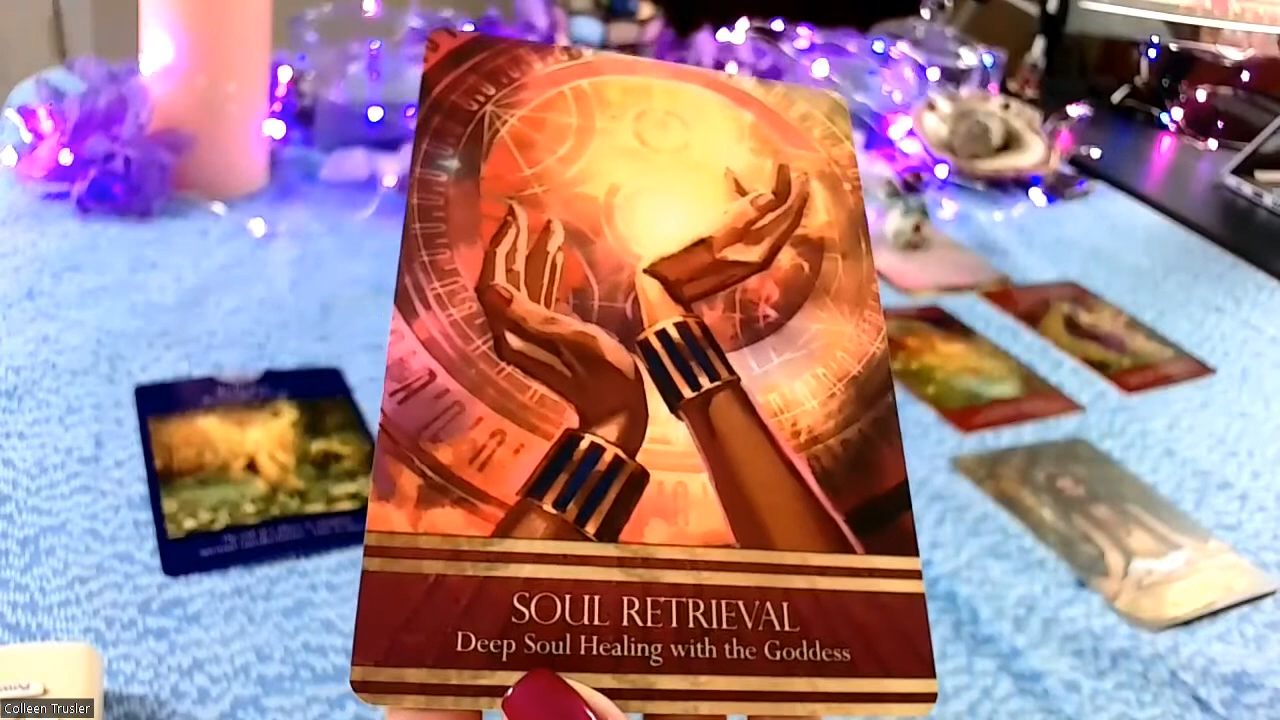 SOUL RETRIEVAL
Deep Soul Healing with the Goddess
Colleen Trusler